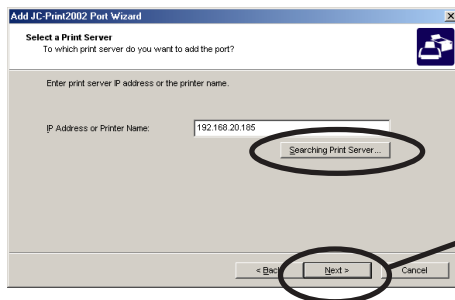 Add JC-Print2002 Port Wizard
Select a Print Server
To which print server do you want to add the port?
Enter print server IP address or the printer name.
IP Address or Printer Name: 192.168.20.185
Searching Print Server...
< Back Next > Cancel